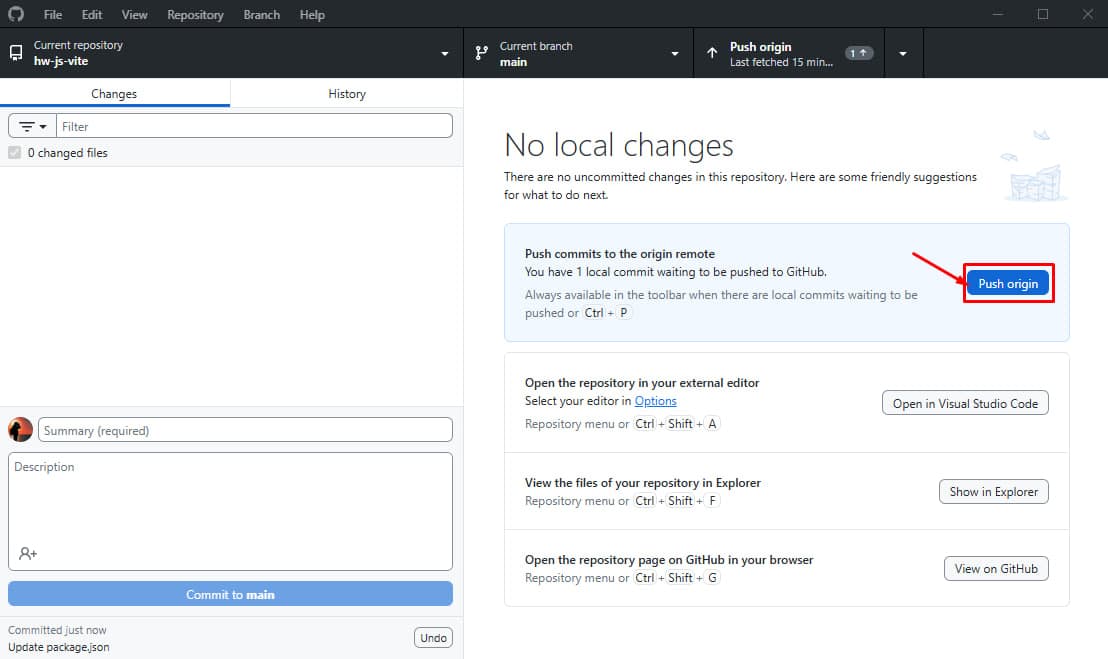 File Edit View Repository Branch Help
Current repository
hw-js-vite
Current branch
main
Push origin
Last fetched 15 min...
1
Changes
History
Filter
0 changed files
No local changes
There are no uncommitted changes in this repository. Here are some friendly suggestions
for what to do next.
Push commits to the origin remote
You have 1 local commit waiting to be pushed to GitHub.
Always available in the toolbar when there are local commits waiting to be
pushed or Ctrl + P
Push origin
Open the repository in your external editor
Select your editor in Options
Repository menu or Ctrl + Shift + A
Open in Visual Studio Code
View the files of your repository in Explorer
Repository menu or Ctrl + Shift + F
Show in Explorer
Open the repository page on GitHub in your browser
Repository menu or Ctrl + Shift + G
View on GitHub
Summary (required)
Description
Commit to main
Committed just now
Update package.json
Undo